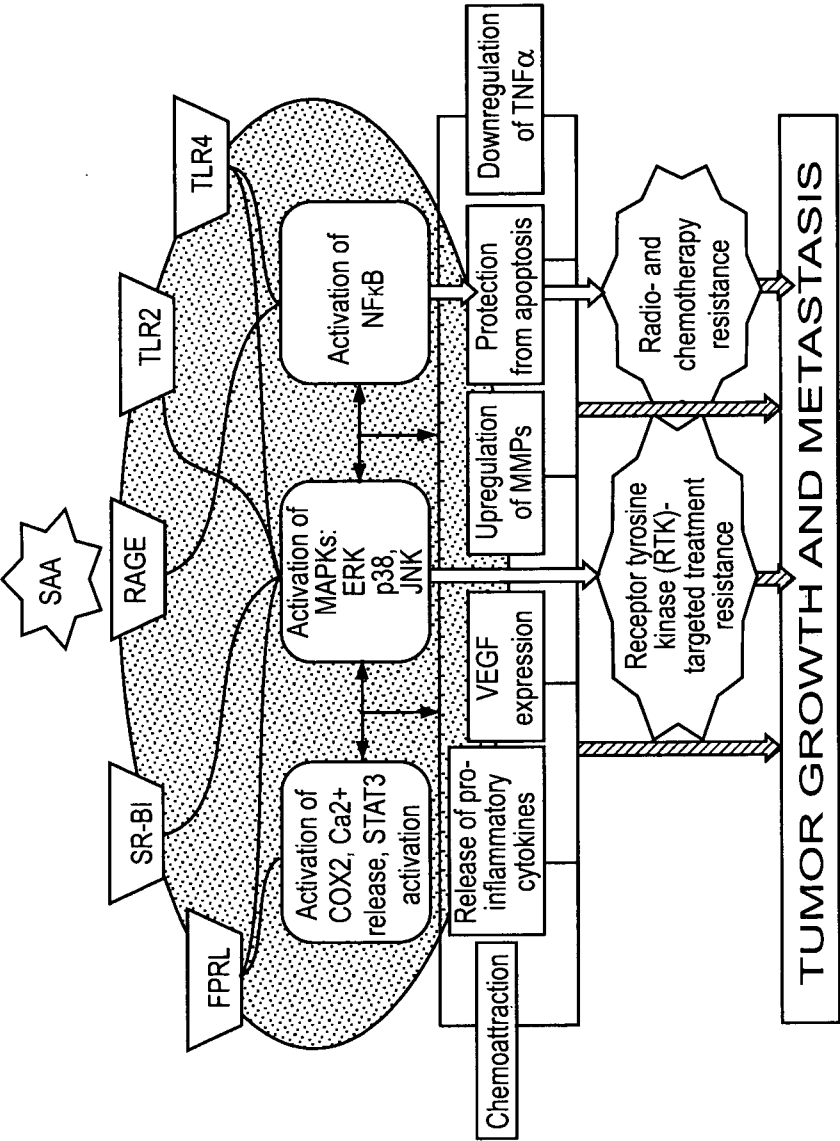 SAA
FPRL
SR-BI
RAGE
TLR2
TLR4
Activation of
COX2, Ca2+
release, STAT3
activation
Activation of
MAPKs:
ERK
p38,
JNK
Activation of
NFκB
Chemoattraction
Release of pro-
inflammatory
cytokines
VEGF
expression
Upregulation
of MMPs
Protection
from apoptosis
Downregulation
of TNFα
Receptor tyrosine
kinase (RTK)-
targeted treatment
resistance
Radio- and
chemotherapy
resistance
TUMOR GROWTH AND METASTASIS